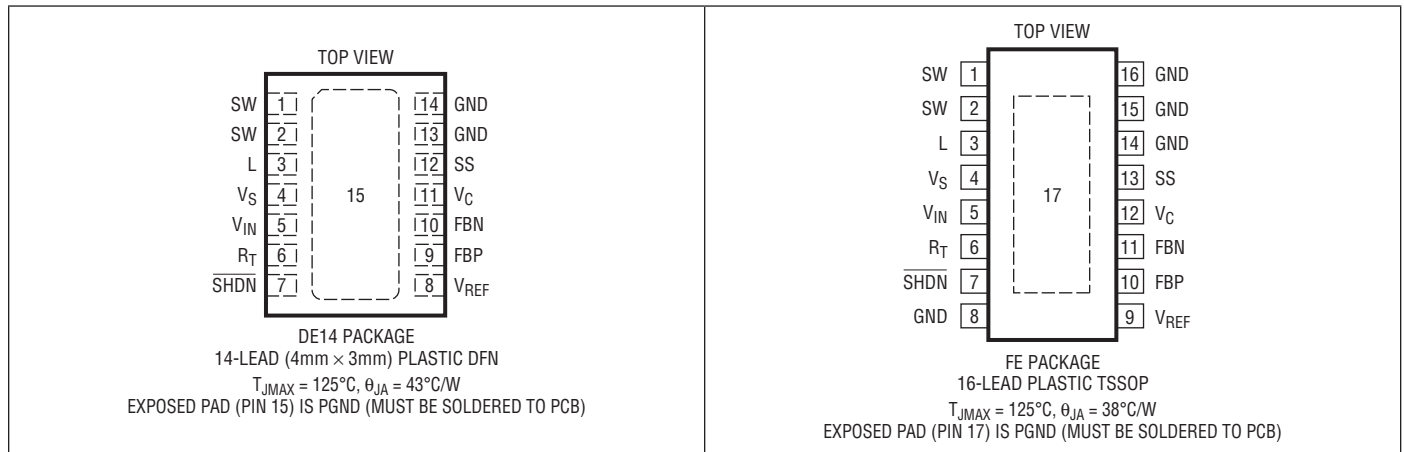 TOP VIEW
SW 1 14 GND
SW 2 13 GND
L 3 12 SS
VS 4 15 11 VC
VIN 5 10 FBN
RT 6 9 FBP
SHDN 7 8 VREF
DE14 PACKAGE
14-LEAD (4mm × 3mm) PLASTIC DFN
TJMAX = 125°C, θJA = 43°C/W
EXPOSED PAD (PIN 15) IS PGND (MUST BE SOLDERED TO PCB)
TOP VIEW
SW 1 16 GND
SW 2 15 GND
L 3 14 GND
VS 4 13 SS
VIN 5 17 12 VC
RT 6 11 FBN
SHDN 7 10 FBP
GND 8 9 VREF
FE PACKAGE
16-LEAD PLASTIC TSSOP
TJMAX = 125°C, θJA = 38°C/W
EXPOSED PAD (PIN 17) IS PGND (MUST BE SOLDERED TO PCB)